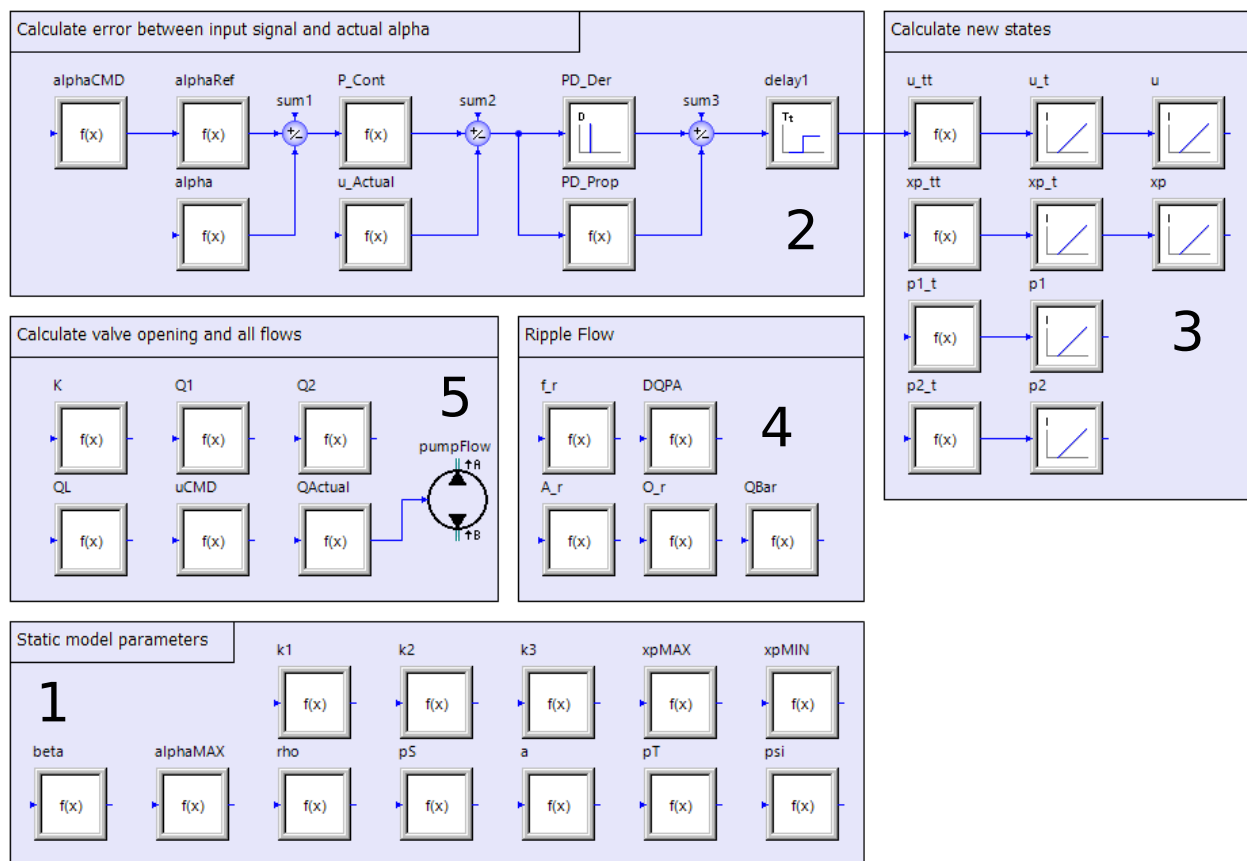 Calculate error between input signal and actual alpha
alphaCMD alphaRef P_Cont PD_Der delay1
sum1 sum2 sum3
f(x) f(x) +⁄- f(x) +⁄- D +⁄- Tt
alpha u_Actual PD_Prop
f(x) f(x) f(x)
2
Calculate new states
u_tt u_t u
f(x) I I
xp_tt xp_t xp
f(x) I I
p1_t p1
f(x) I
3
p2_t p2
f(x) I
Calculate valve opening and all flows
K Q1 Q2
5
f(x) f(x) f(x)
pumpFlow
A
QL uCMD QActual
f(x) f(x) f(x)
B
Ripple Flow
f_r DQPA
4
f(x) f(x)
A_r O_r QBar
f(x) f(x) f(x)
Static model parameters
k1 k2 k3 xpMAX xpMIN
1
f(x) f(x) f(x) f(x) f(x)
beta alphaMAX rho pS a pT psi
f(x) f(x) f(x) f(x) f(x) f(x) f(x)